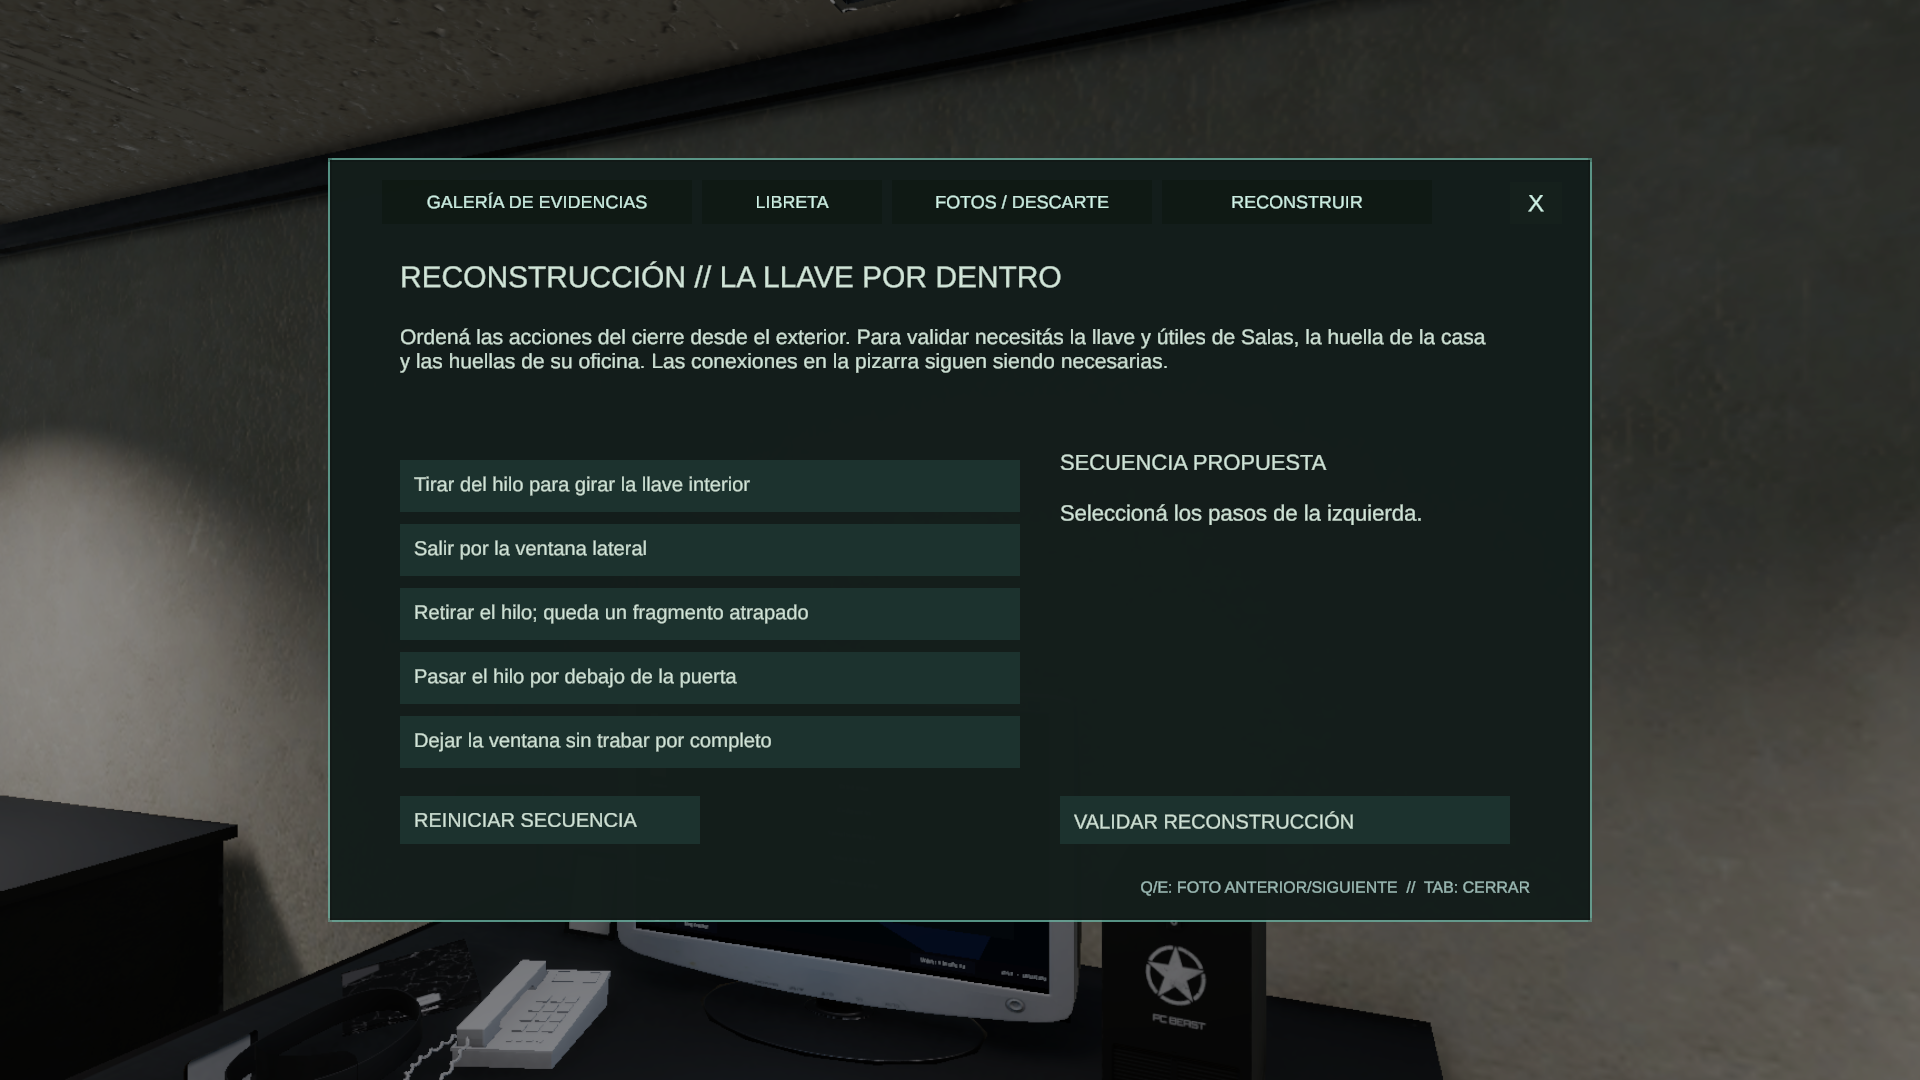 GALERÍA DE EVIDENCIAS
LIBRETA
FOTOS / DESCARTE
RECONSTRUIR
X
RECONSTRUCCIÓN // LA LLAVE POR DENTRO
Ordená las acciones del cierre desde el exterior. Para validar necesitás la llave y útiles de Salas, la huella de la casa
y las huellas de su oficina. Las conexiones en la pizarra siguen siendo necesarias.
Tirar del hilo para girar la llave interior
Salir por la ventana lateral
Retirar el hilo; queda un fragmento atrapado
Pasar el hilo por debajo de la puerta
Dejar la ventana sin trabar por completo
SECUENCIA PROPUESTA
Seleccioná los pasos de la izquierda.
REINICIAR SECUENCIA
VALIDAR RECONSTRUCCIÓN
Q/E: FOTO ANTERIOR/SIGUIENTE // TAB: CERRAR
PC BEAST